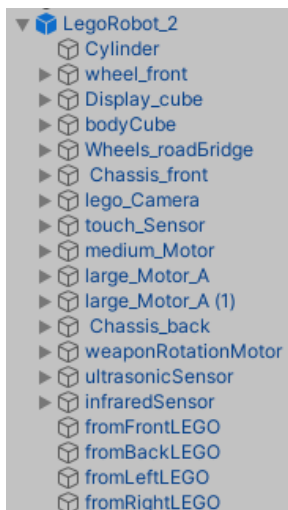 LegoRobot_2
Cylinder
wheel_front
Display_cube
bodyCube
Wheels_roadБridge
Chassis_front
lego_Camera
touch_Sensor
medium_Motor
large_Motor_A
large_Motor_A (1)
Chassis_back
weaponRotationMotor
ultrasonicSensor
infraredSensor
fromFrontLEGO
fromBackLEGO
fromLeftLEGO
fromRightLEGO